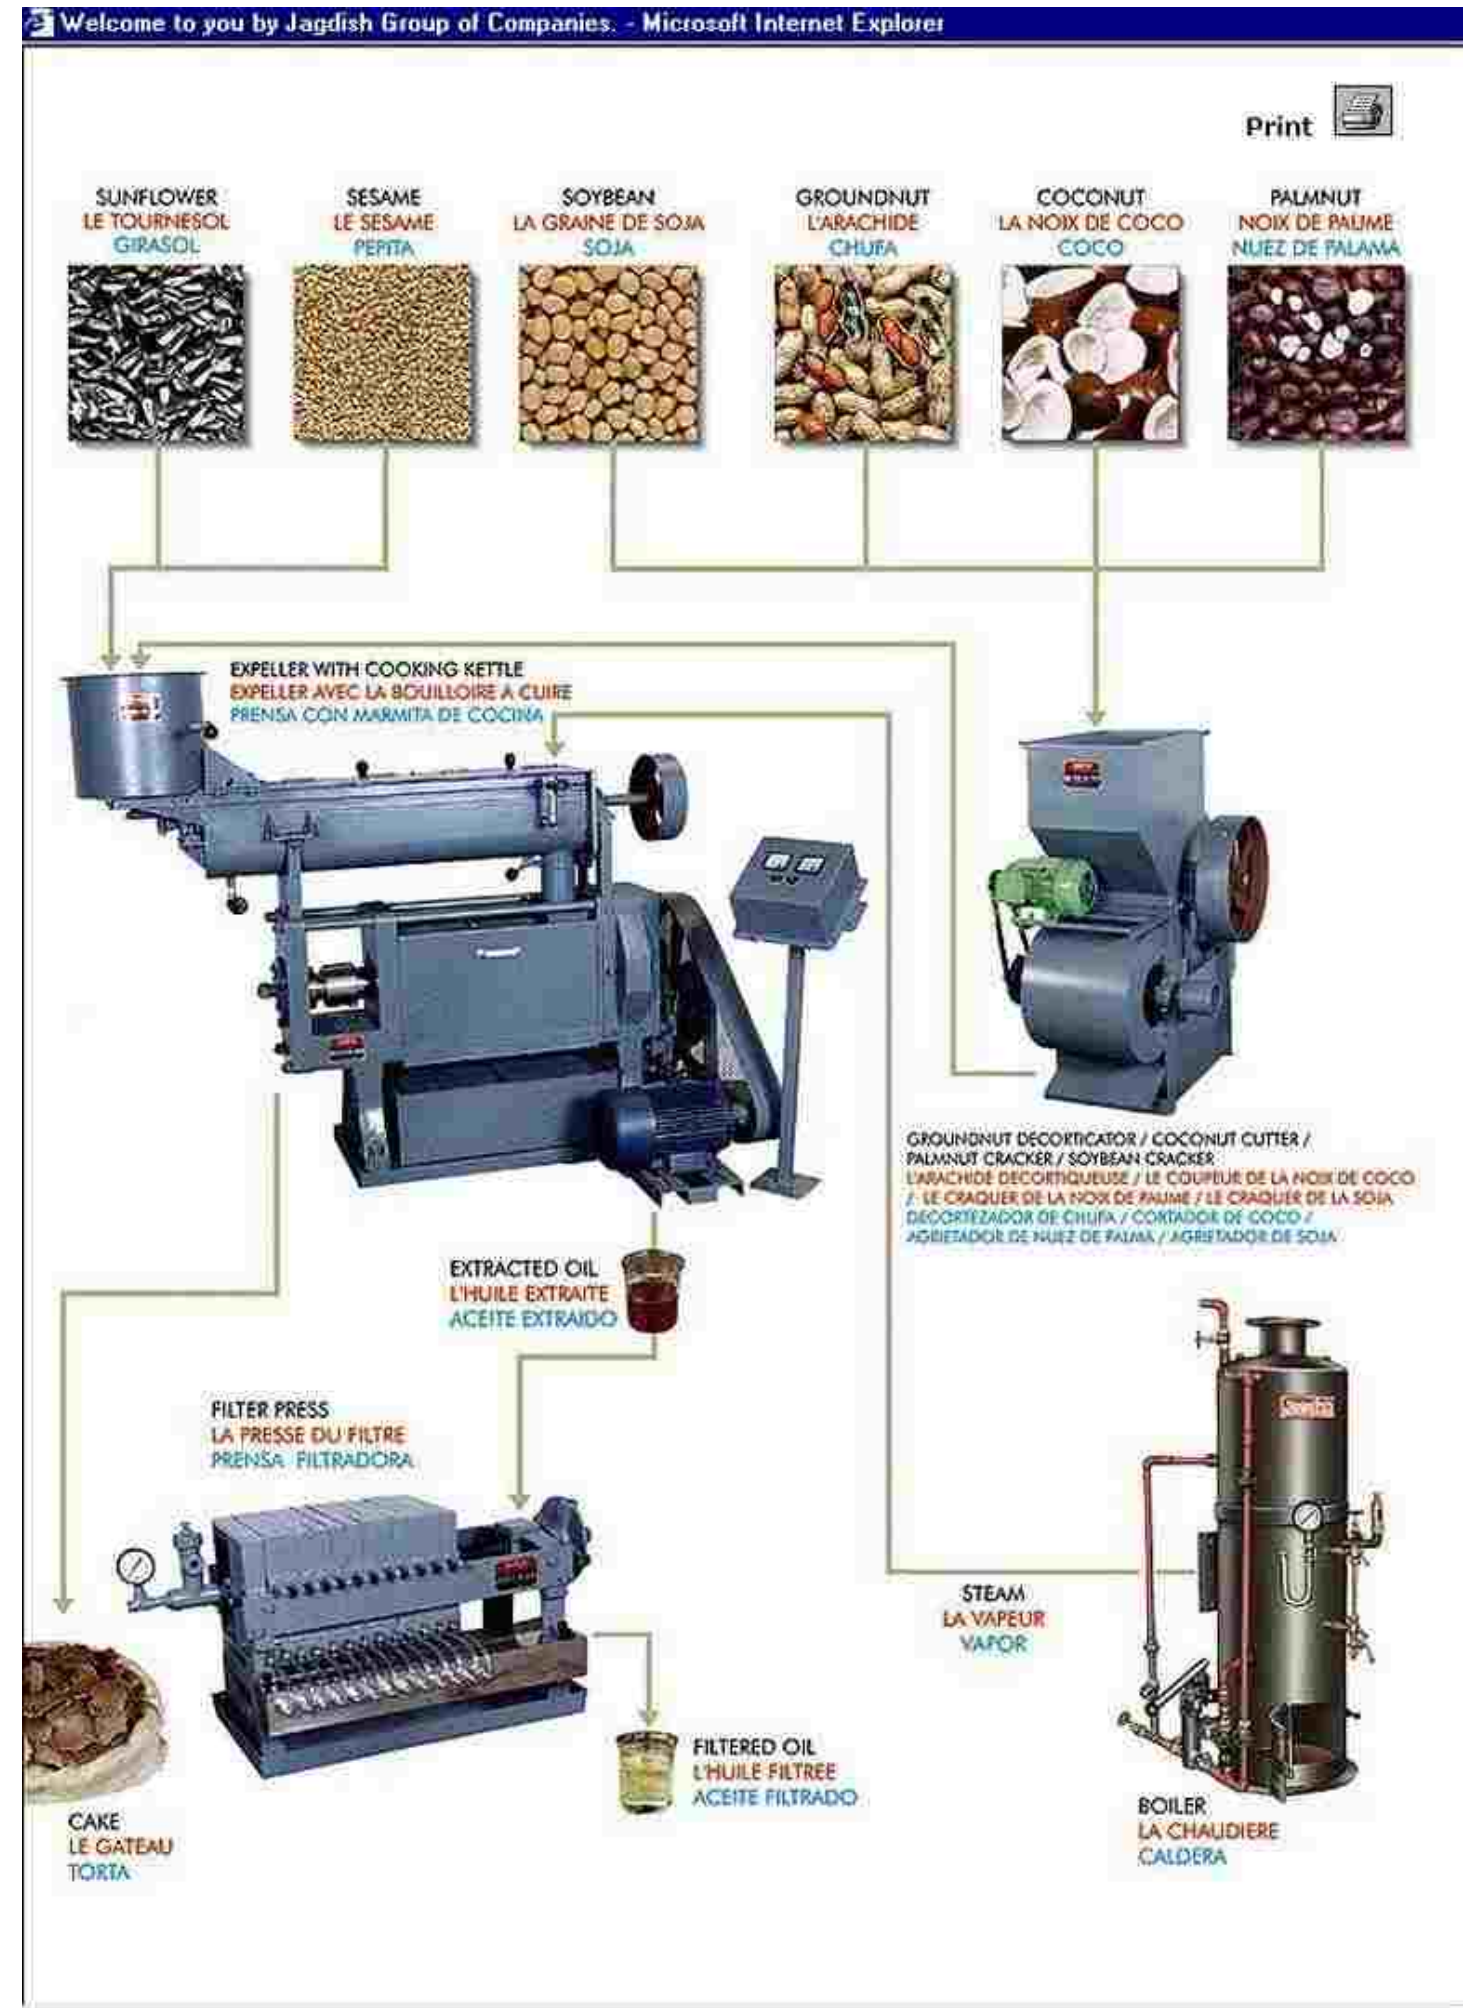 Welcome to you by Jagdish Group of Companies. - Microsoft Internet Explorer
Print
SUNFLOWER
LE TOURNESOL
GIRASOL
SESAME
LE SESAME
PEPITA
SOYBEAN
LA GRAINE DE SOJA
SOJA
GROUNDNUT
L'ARACHIDE
CHUFA
COCONUT
LA NOIX DE COCO
COCO
PALMNUT
NOIX DE PAUME
NUEZ DE PALAMA
EXPELLER WITH COOKING KETTLE
EXPELLER AVEC LA BOUILLOIRE A CUIRE
PRENSA CON MARMITA DE COCINA
GROUNDNUT DECORTICATOR / COCONUT CUTTER /
PALMNUT CRACKER / SOYBEAN CRACKER
L'ARACHIDE DECORTIQUEUSE / LE COUPEUR DE LA NOIX DE COCO
/ LE CRAQUER DE LA NOIX DE PAUME / LE CRAQUER DE LA SOJA
DECORTEZADOR DE CHUFA / CORTADOR DE COCO /
AGRIETADOR DE NUEZ DE PALMA / AGRIETADOR DE SOJA
EXTRACTED OIL
L'HUILE EXTRAITE
ACEITE EXTRAIDO
FILTER PRESS
LA PRESSE DU FILTRE
PRENSA FILTRADORA
STEAM
LA VAPEUR
VAPOR
FILTERED OIL
L'HUILE FILTREE
ACEITE FILTRADO
CAKE
LE GATEAU
TORTA
BOILER
LA CHAUDIERE
CALDERA